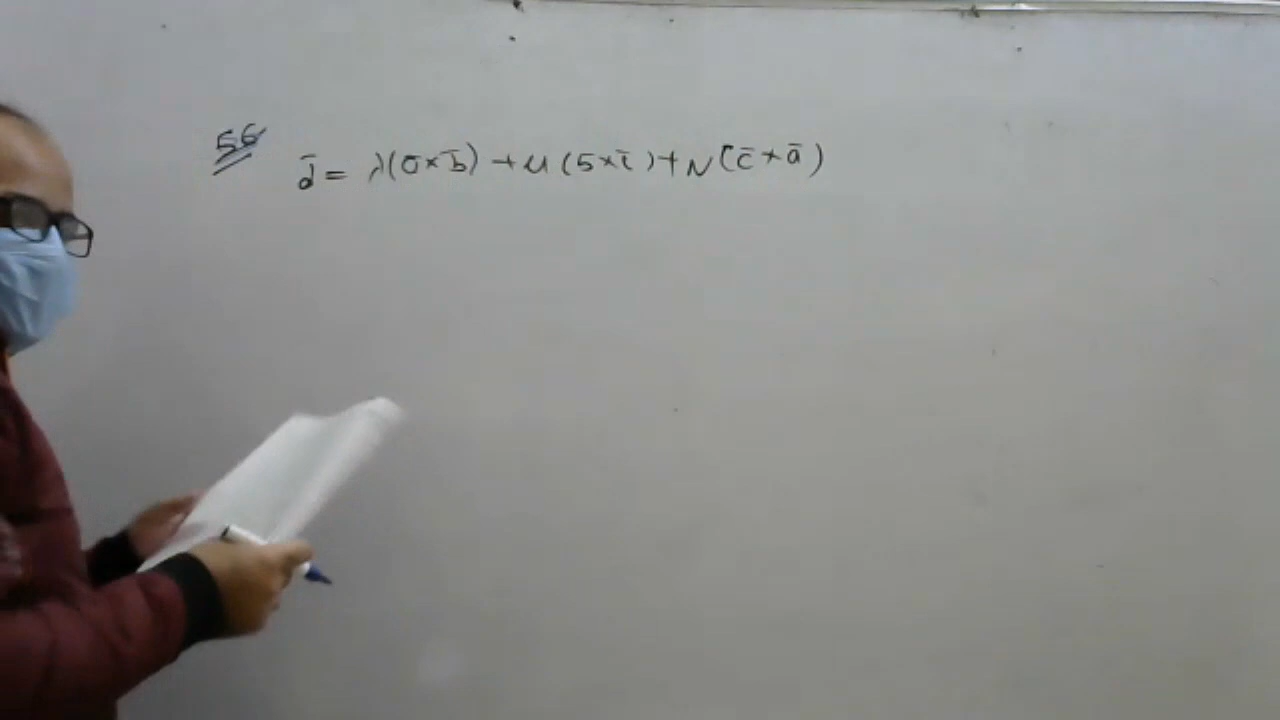 56
d̄ = λ(ā×b̄) + μ(b̄×c̄) + ν(c̄×ā)